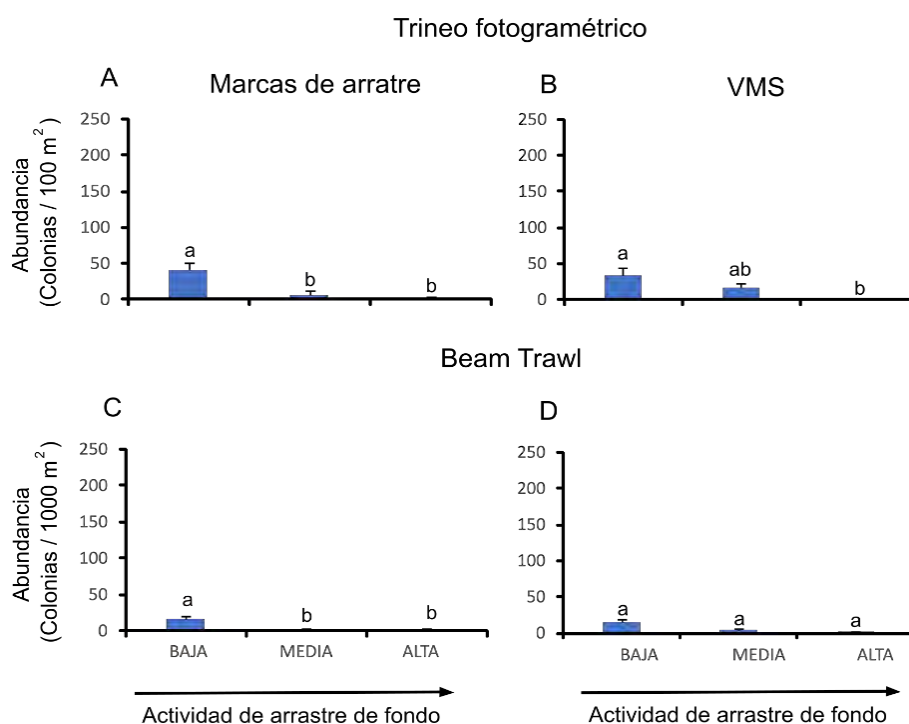 Trineo fotogramétrico
A
Marcas de arratre
B
VMS
Abundancia
(Colonias / 100 m²)
250
200
150
100
50
0
a
b
b
250
200
150
100
50
0
a
ab
b
Beam Trawl
C
D
Abundancia
(Colonias / 1000 m²)
250
200
150
100
50
0
a
b
b
BAJA
MEDIA
ALTA
250
200
150
100
50
0
a
a
a
BAJA
MEDIA
ALTA
Actividad de arrastre de fondo
Actividad de arrastre de fondo